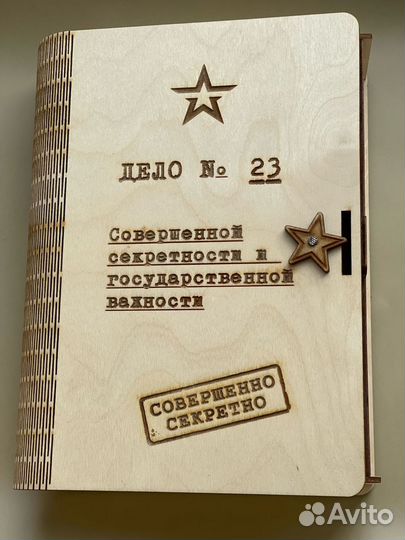 ДЕЛО № 23
Совершенной
секретности и
государственной
важности
СОВЕРШЕННО
СЕКРЕТНО
Avito